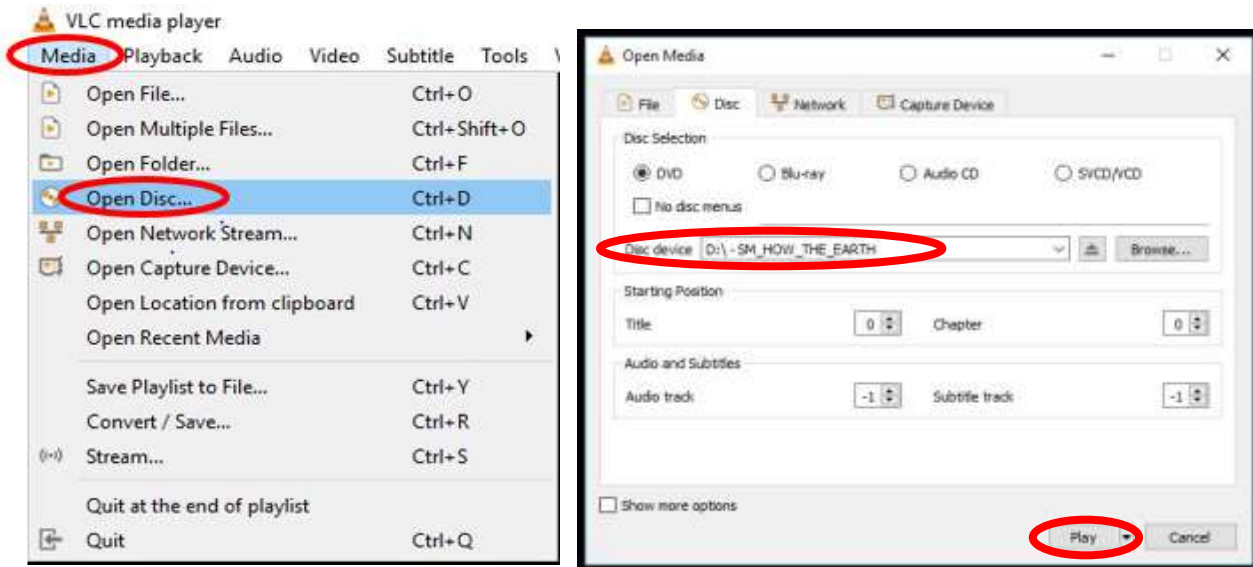 VLC media player
Media Playback Audio Video Subtitle Tools
Open File... Ctrl+O
Open Multiple Files... Ctrl+Shift+O
Open Folder... Ctrl+F
Open Disc... Ctrl+D
Open Network Stream... Ctrl+N
Open Capture Device... Ctrl+C
Open Location from clipboard Ctrl+V
Open Recent Media
Save Playlist to File... Ctrl+Y
Convert / Save... Ctrl+R
Stream... Ctrl+S
Quit at the end of playlist
Quit Ctrl+Q
Open Media
File Disc Network Capture Device
Disc Selection
DVD Blu-ray Audio CD SVCD/VCD
No disc menus
Disc device D:\ - SM_HOW_THE_EARTH Browse...
Starting Position
Title 0 Chapter 0
Audio and Subtitles
Audio track -1 Subtitle track -1
Show more options
Play Cancel